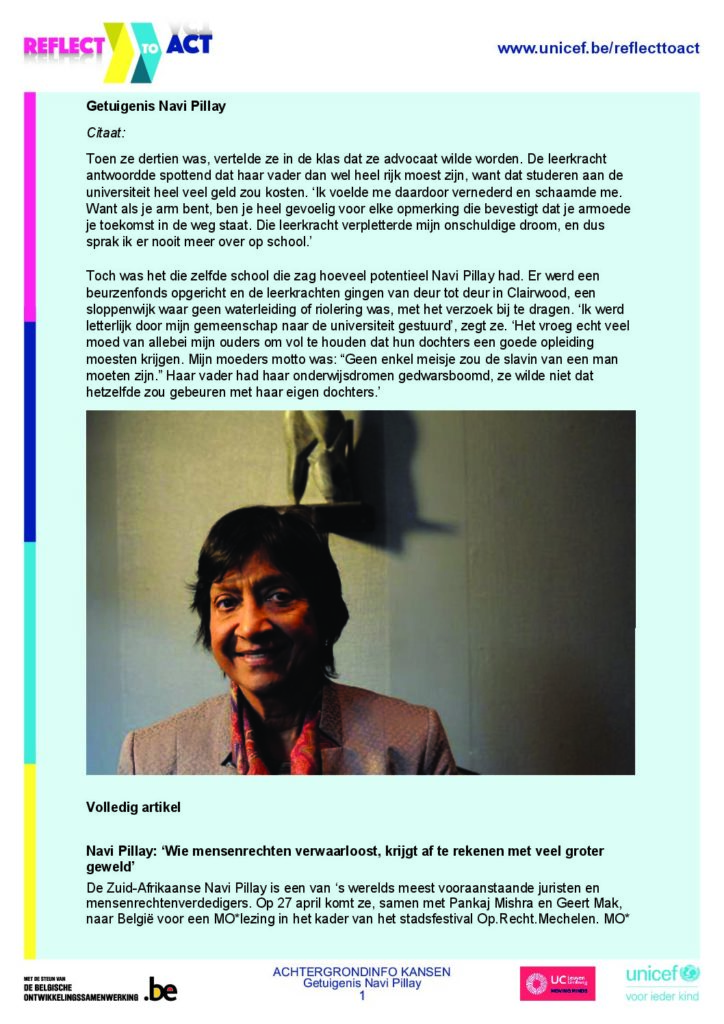 REFLECT TO ACT
www.unicef.be/reflecttoact
Getuigenis Navi Pillay
Citaat:
Toen ze dertien was, vertelde ze in de klas dat ze advocaat wilde worden. De leerkracht
antwoordde spottend dat haar vader dan wel heel rijk moest zijn, want dat studeren aan de
universiteit heel veel geld zou kosten. ‘Ik voelde me daardoor vernederd en schaamde me.
Want als je arm bent, ben je heel gevoelig voor elke opmerking die bevestigt dat je armoede
je toekomst in de weg staat. Die leerkracht verpletterde mijn onschuldige droom, en dus
sprak ik er nooit meer over op school.’
Toch was het die zelfde school die zag hoeveel potentieel Navi Pillay had. Er werd een
beurzenfonds opgericht en de leerkrachten gingen van deur tot deur in Clairwood, een
sloppenwijk waar geen waterleiding of riolering was, met het verzoek bij te dragen. ‘Ik werd
letterlijk door mijn gemeenschap naar de universiteit gestuurd’, zegt ze. ‘Het vroeg echt veel
moed van allebei mijn ouders om vol te houden dat hun dochters een goede opleiding
moesten krijgen. Mijn moeders motto was: “Geen enkel meisje zou de slavin van een man
moeten zijn.” Haar vader had haar onderwijsdromen gedwarsboomd, ze wilde niet dat
hetzelfde zou gebeuren met haar eigen dochters.’
Volledig artikel
Navi Pillay: ‘Wie mensenrechten verwaarloost, krijgt af te rekenen met veel groter
geweld’
De Zuid-Afrikaanse Navi Pillay is een van ‘s werelds meest vooraanstaande juristen en
mensenrechtenverdedigers. Op 27 april komt ze, samen met Pankaj Mishra en Geert Mak,
naar België voor een MO*lezing in het kader van het stadsfestival Op.Recht.Mechelen. MO*
MET DE STEUN VAN
DE BELGISCHE
ONTWIKKELINGSSAMENWERKING .be
ACHTERGRONDINFO KANSEN
Getuigenis Navi Pillay
1
UC Leuven
Limburg
MOVING MINDS
unicef
voor ieder kind